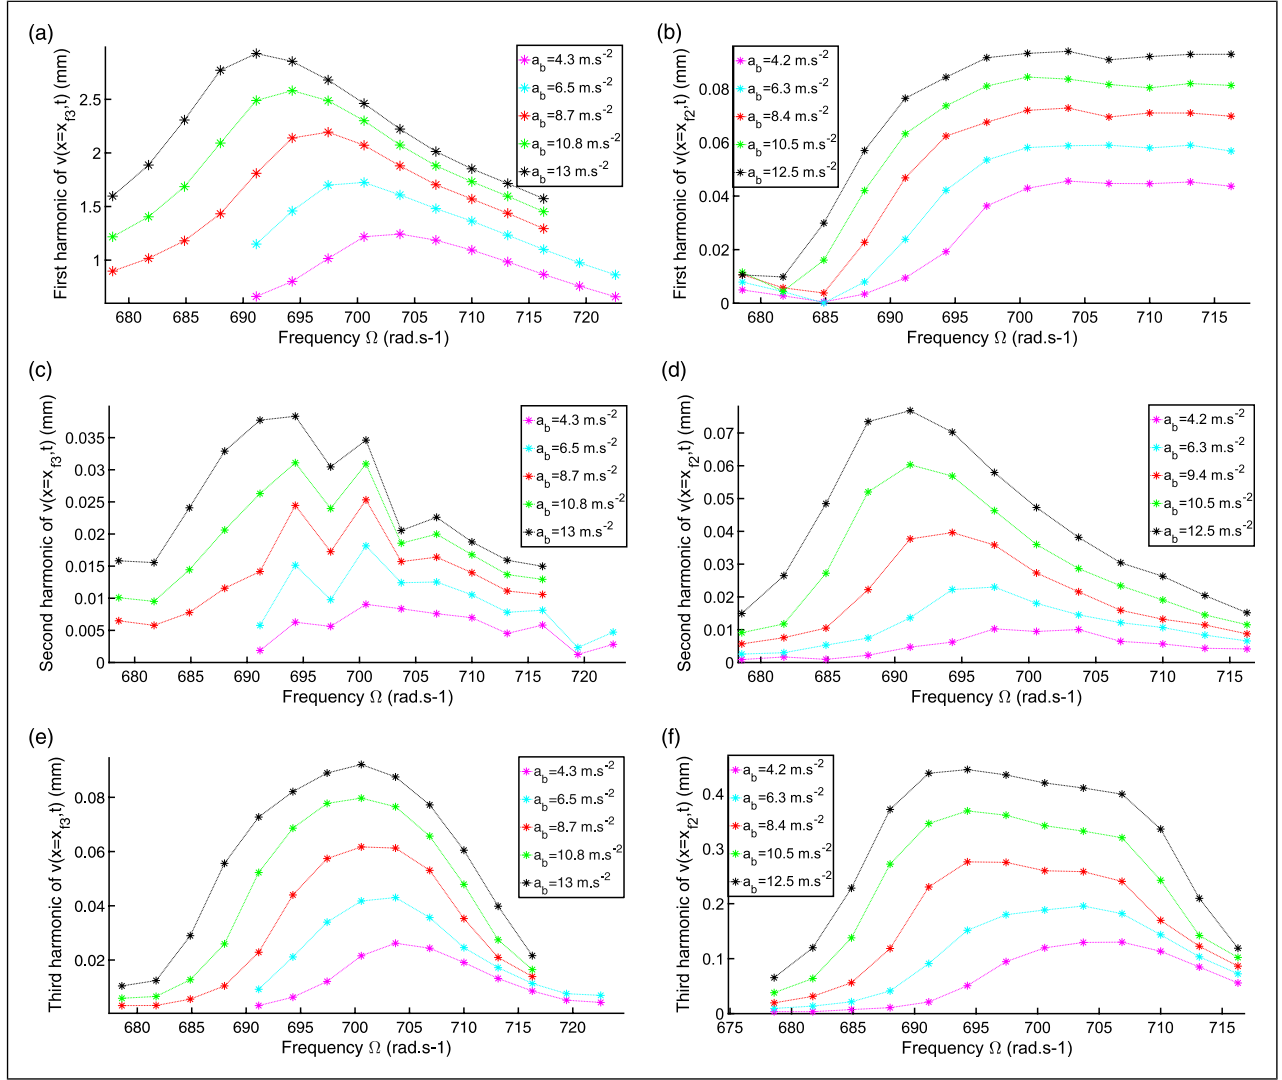 (a)
First harmonic of v(x=x_f3,t) (mm)
2.5
2
1.5
1
680 685 690 695 700 705 710 715 720
Frequency Ω (rad.s-1)
a_b=4.3 m.s^-2
a_b=6.5 m.s^-2
a_b=8.7 m.s^-2
a_b=10.8 m.s^-2
a_b=13 m.s^-2
(b)
First harmonic of v(x=x_f2,t) (mm)
0.08
0.06
0.04
0.02
0
680 685 690 695 700 705 710 715
Frequency Ω (rad.s-1)
a_b=4.2 m.s^-2
a_b=6.3 m.s^-2
a_b=8.4 m.s^-2
a_b=10.5 m.s^-2
a_b=12.5 m.s^-2
(c)
Second harmonic of v(x=x_f3,t) (mm)
0.035
0.03
0.025
0.02
0.015
0.01
0.005
0
680 685 690 695 700 705 710 715 720
Frequency Ω (rad.s-1)
a_b=4.3 m.s^-2
a_b=6.5 m.s^-2
a_b=8.7 m.s^-2
a_b=10.8 m.s^-2
a_b=13 m.s^-2
(d)
Second harmonic of v(x=x_f2,t) (mm)
0.07
0.06
0.05
0.04
0.03
0.02
0.01
0
680 685 690 695 700 705 710 715
Frequency Ω (rad.s-1)
a_b=4.2 m.s^-2
a_b=6.3 m.s^-2
a_b=9.4 m.s^-2
a_b=10.5 m.s^-2
a_b=12.5 m.s^-2
(e)
Third harmonic of v(x=x_f3,t) (mm)
0.08
0.06
0.04
0.02
680 685 690 695 700 705 710 715 720
Frequency Ω (rad.s-1)
a_b=4.3 m.s^-2
a_b=6.5 m.s^-2
a_b=8.7 m.s^-2
a_b=10.8 m.s^-2
a_b=13 m.s^-2
(f)
Third harmonic of v(x=x_f2,t) (mm)
0.4
0.3
0.2
0.1
0
675 680 685 690 695 700 705 710 715
Frequency Ω (rad.s-1)
a_b=4.2 m.s^-2
a_b=6.3 m.s^-2
a_b=8.4 m.s^-2
a_b=10.5 m.s^-2
a_b=12.5 m.s^-2